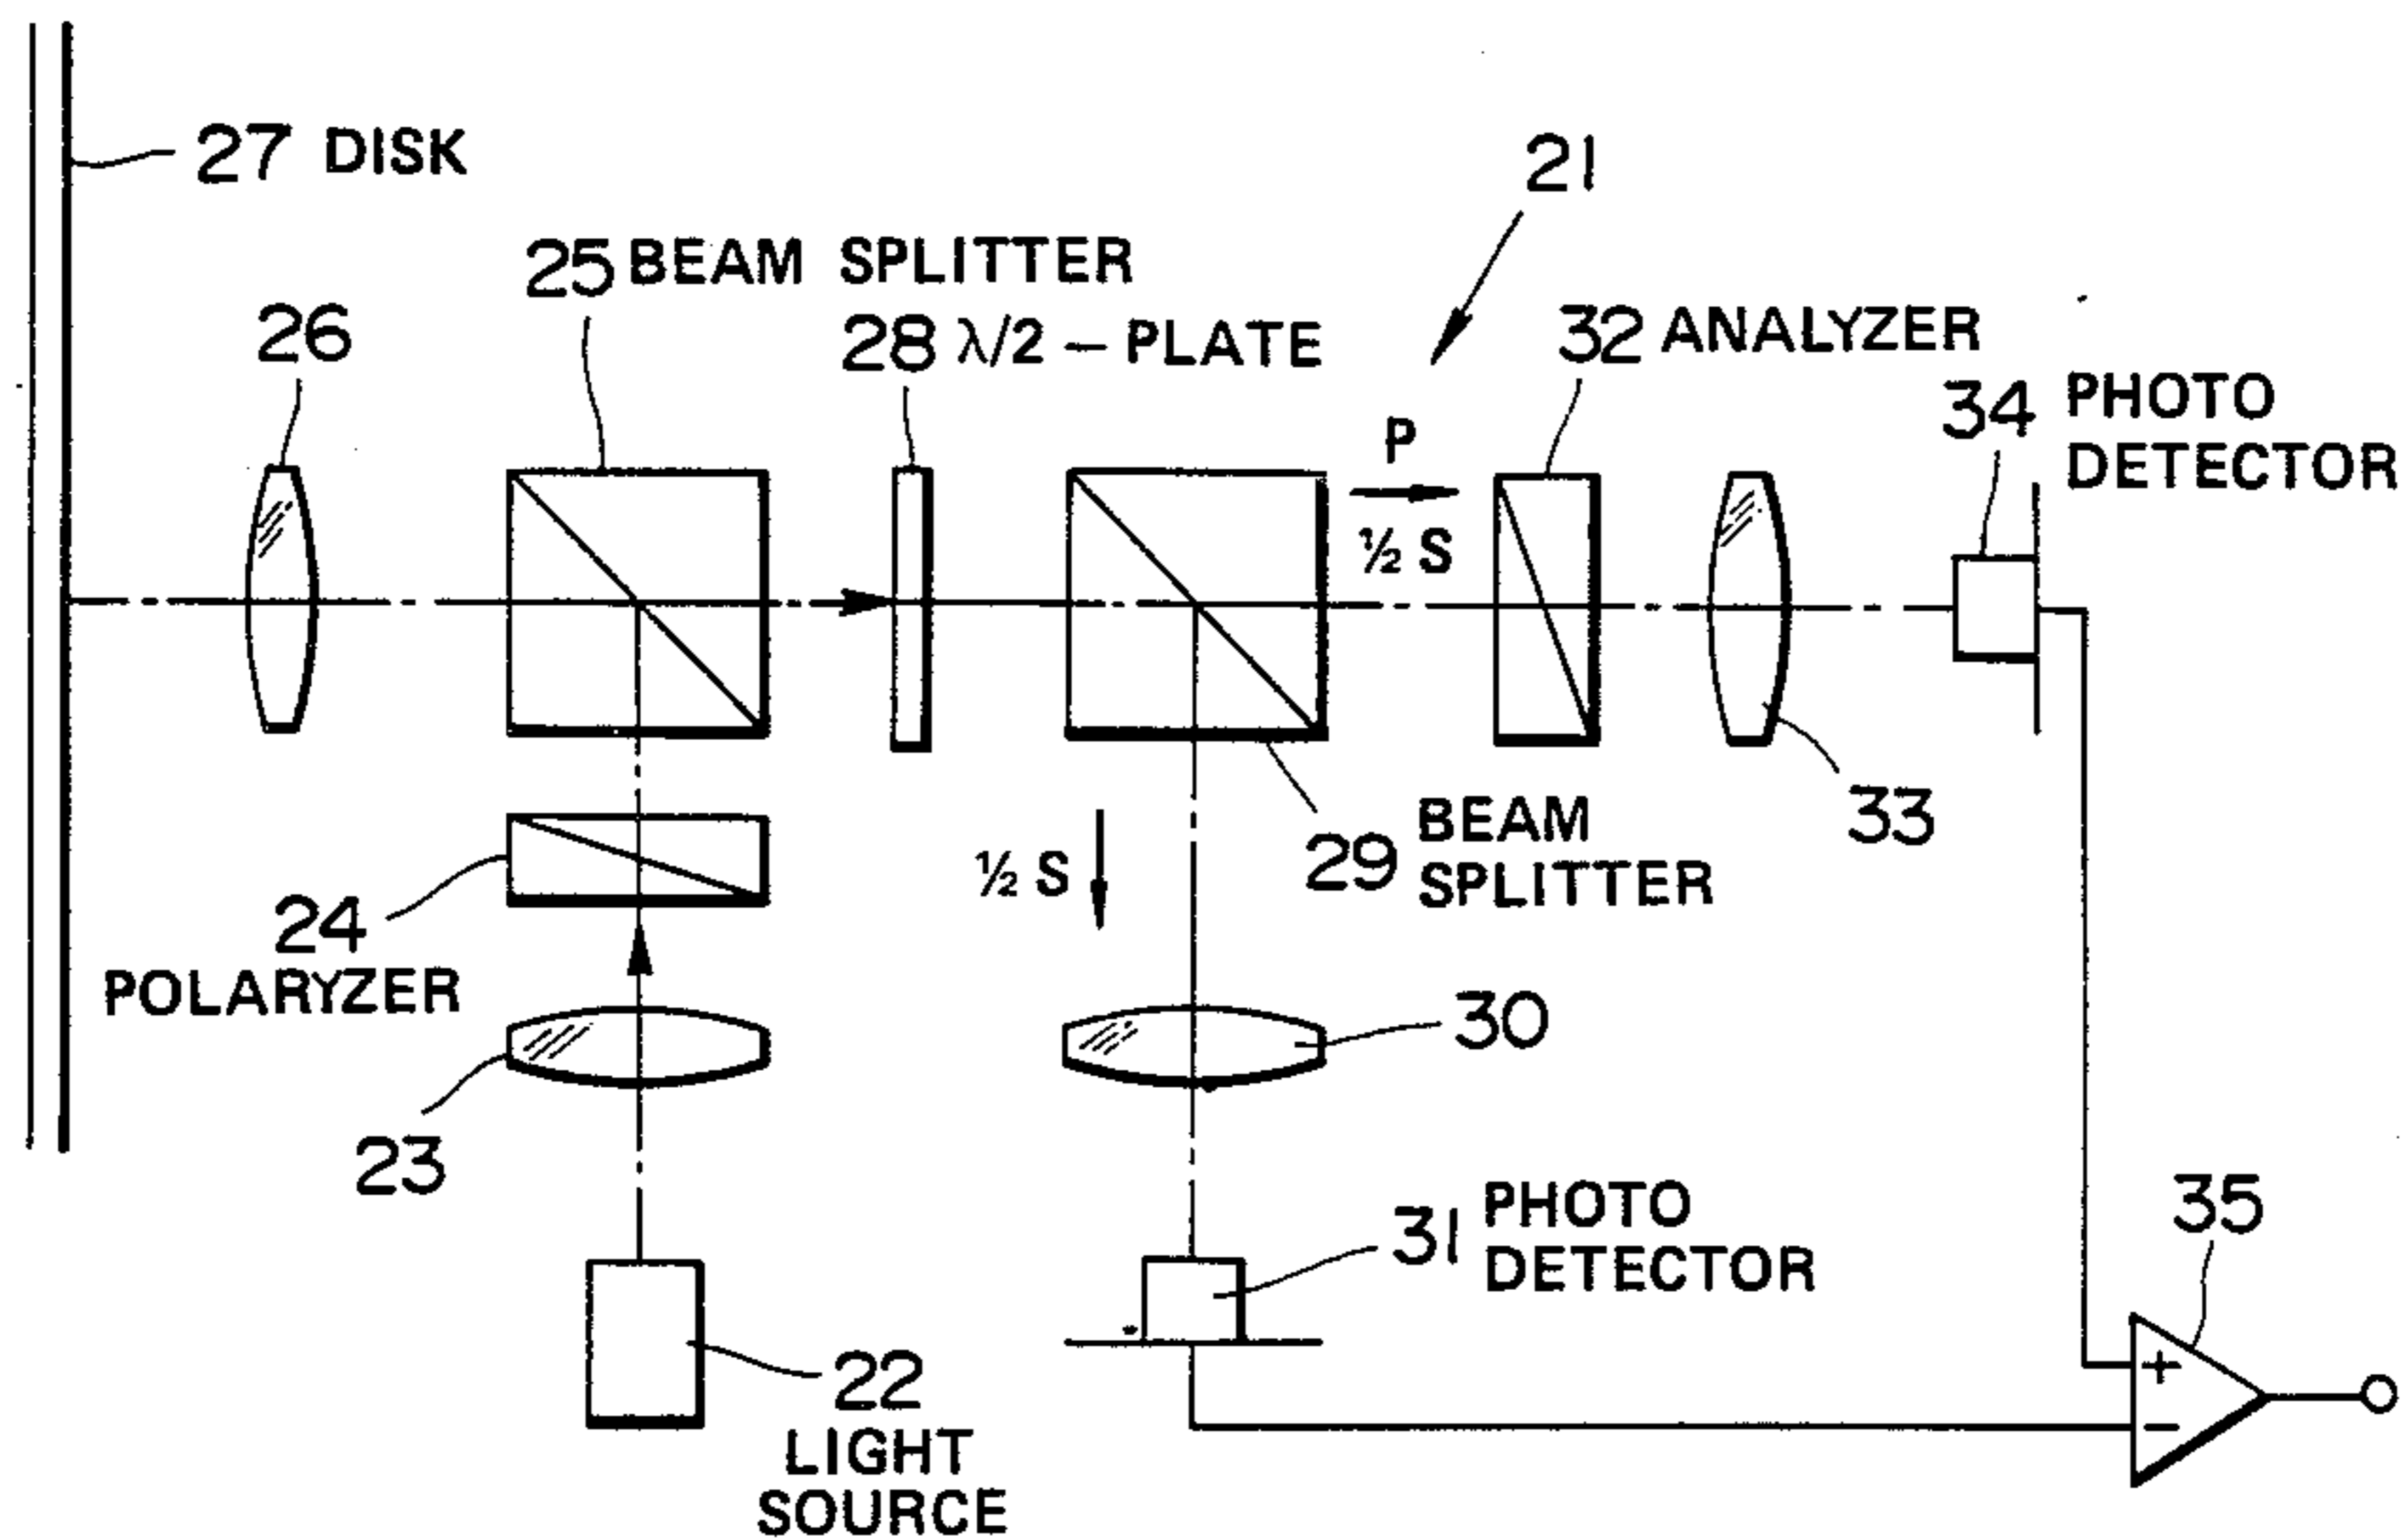 27 DISK
21
25 BEAM SPLITTER
26
28 λ/2 – PLATE
32 ANALYZER
34 PHOTO
DETECTOR
P
½ S
33
½ S
29 BEAM
SPLITTER
24
POLARYZER
30
23
31 PHOTO
DETECTOR
35
22
LIGHT
SOURCE
+
−